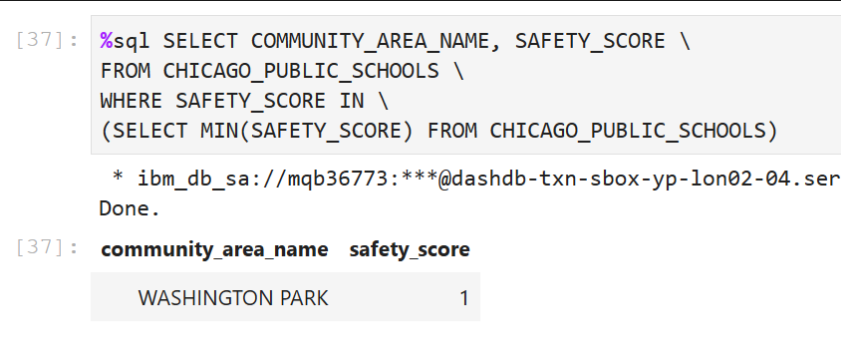 [37]: %sql SELECT COMMUNITY_AREA_NAME, SAFETY_SCORE \
FROM CHICAGO_PUBLIC_SCHOOLS \
WHERE SAFETY_SCORE IN \
(SELECT MIN(SAFETY_SCORE) FROM CHICAGO_PUBLIC_SCHOOLS)
* ibm_db_sa://mqb36773:***@dashdb-txn-sbox-yp-lon02-04.ser
Done.
[37]: community_area_name safety_score
WASHINGTON PARK 1